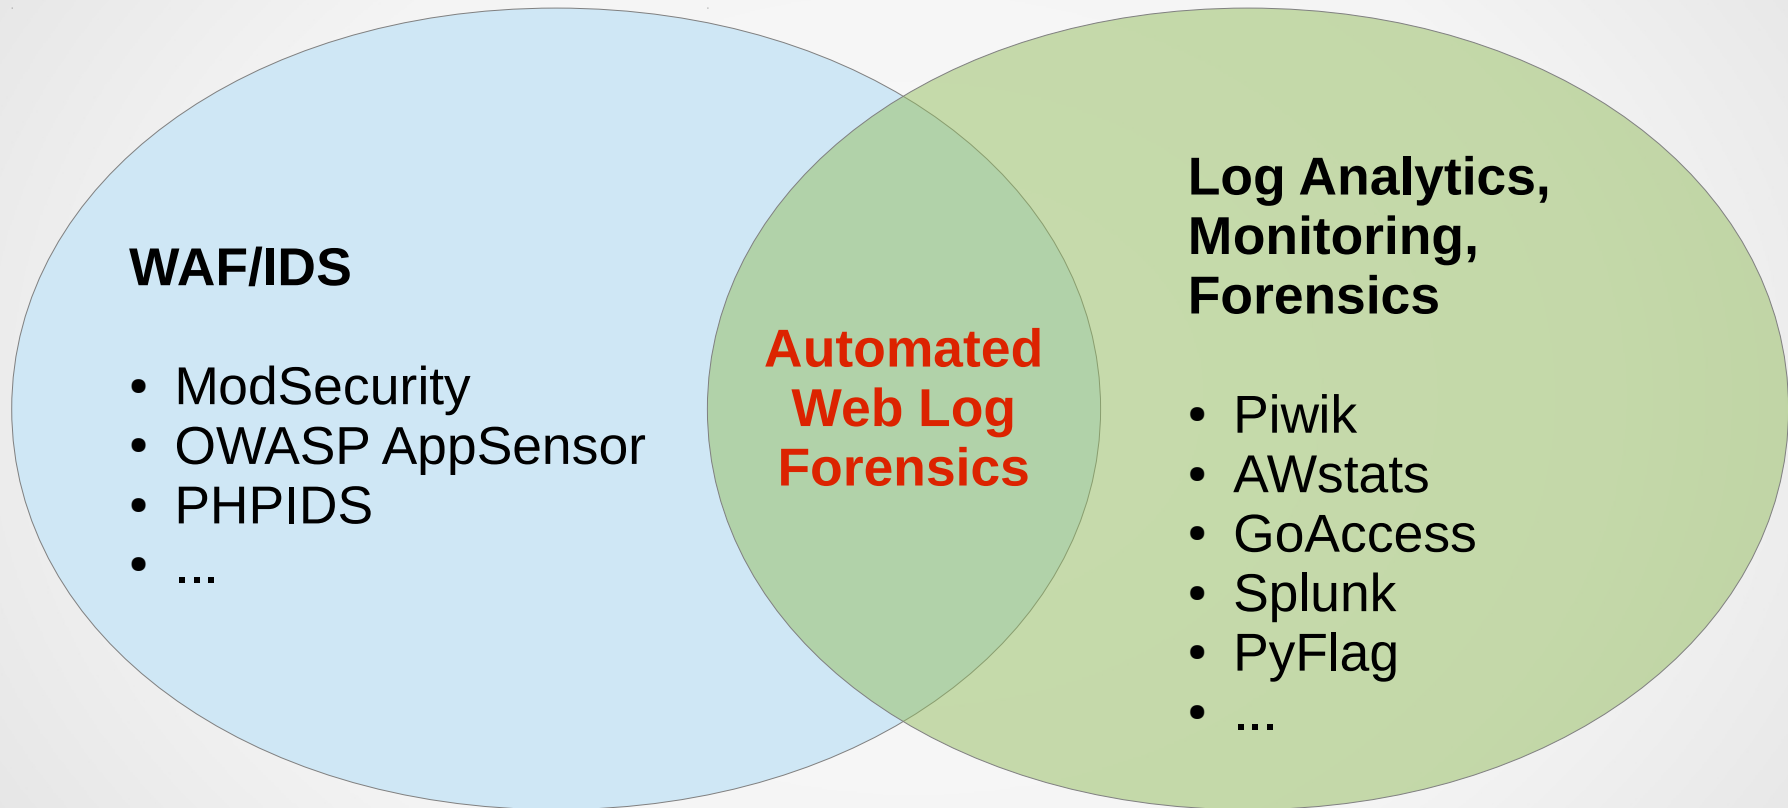 WAF/IDS
• ModSecurity
• OWASP AppSensor
• PHPIDS
• ...
Automated
Web Log
Forensics
Log Analytics,
Monitoring,
Forensics
• Piwik
• AWstats
• GoAccess
• Splunk
• PyFlag
• ...